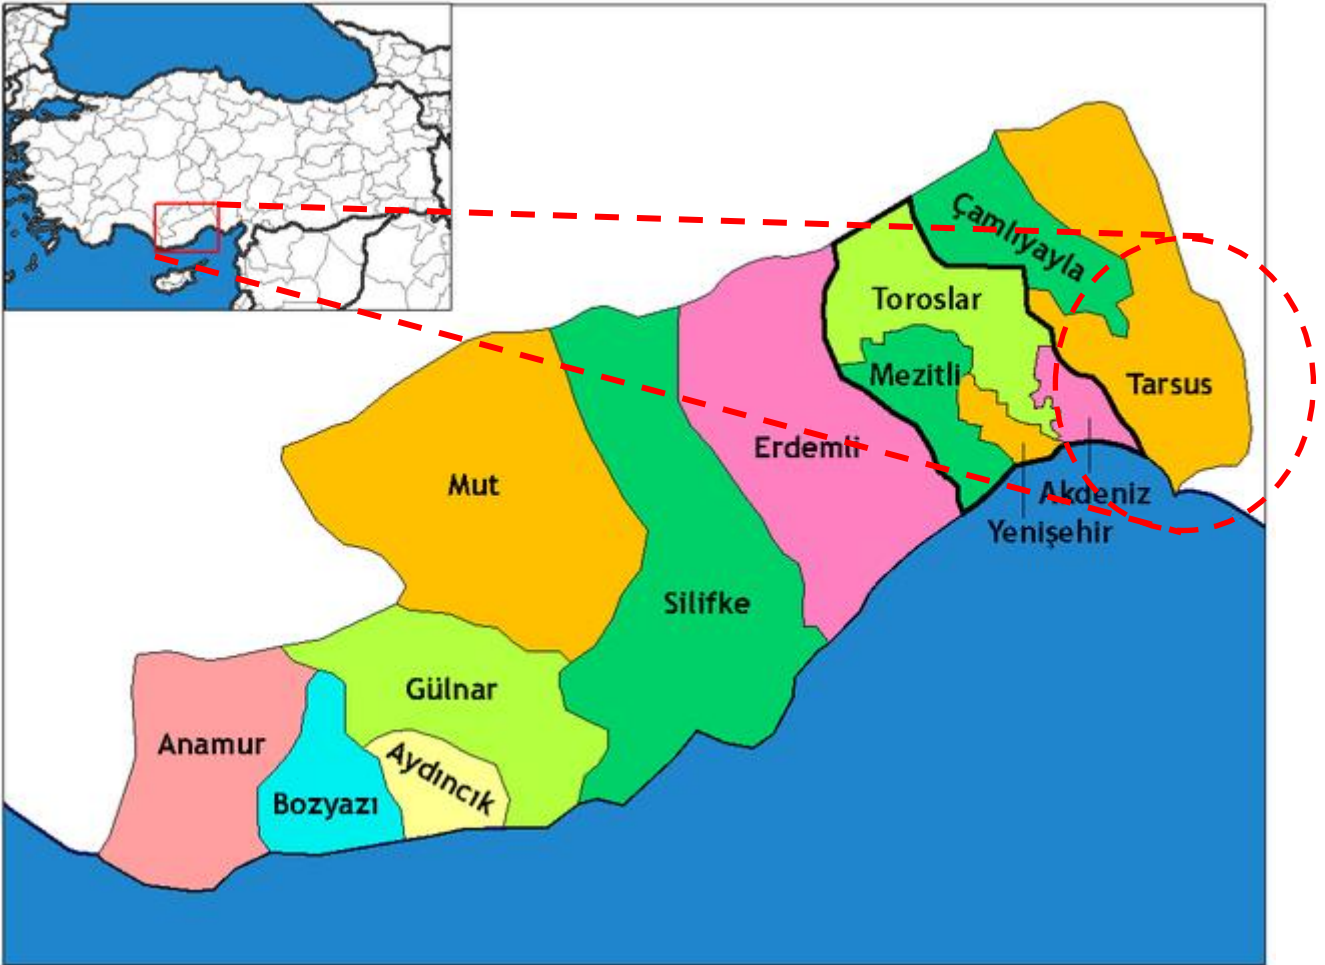 Çamlıyayla
Toroslar
Mezitli
Tarsus
Erdemli
Mut
Akdeniz
Yenişehir
Silifke
Gülnar
Anamur
Aydıncık
Bozyazı